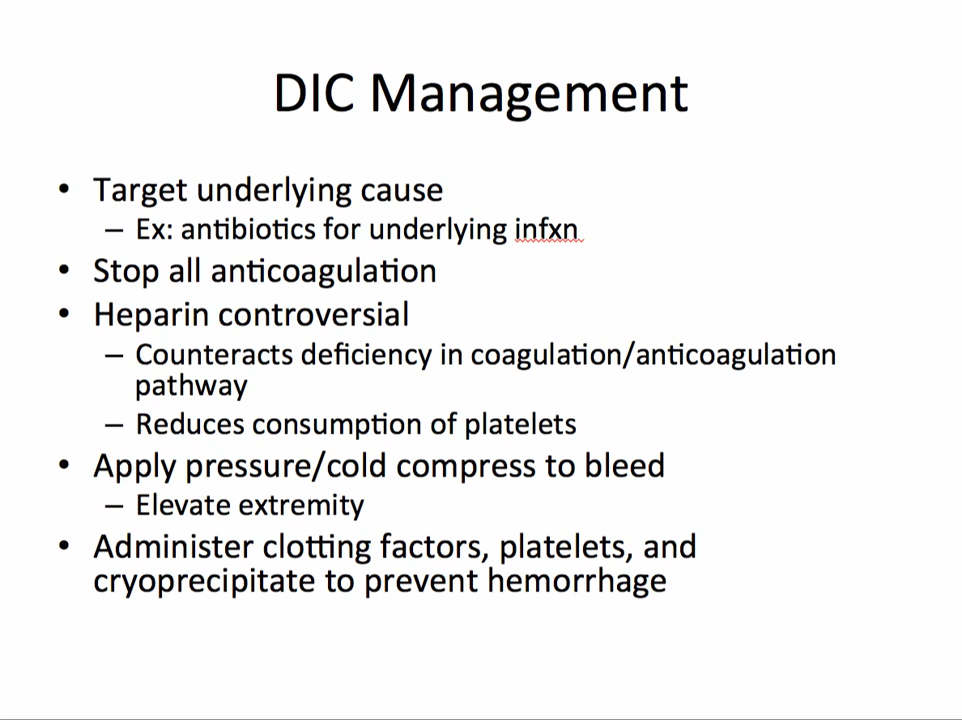 DIC Management
• Target underlying cause
– Ex: antibiotics for underlying infxn
• Stop all anticoagulation
• Heparin controversial
– Counteracts deficiency in coagulation/anticoagulation
pathway
– Reduces consumption of platelets
• Apply pressure/cold compress to bleed
– Elevate extremity
• Administer clotting factors, platelets, and
cryoprecipitate to prevent hemorrhage